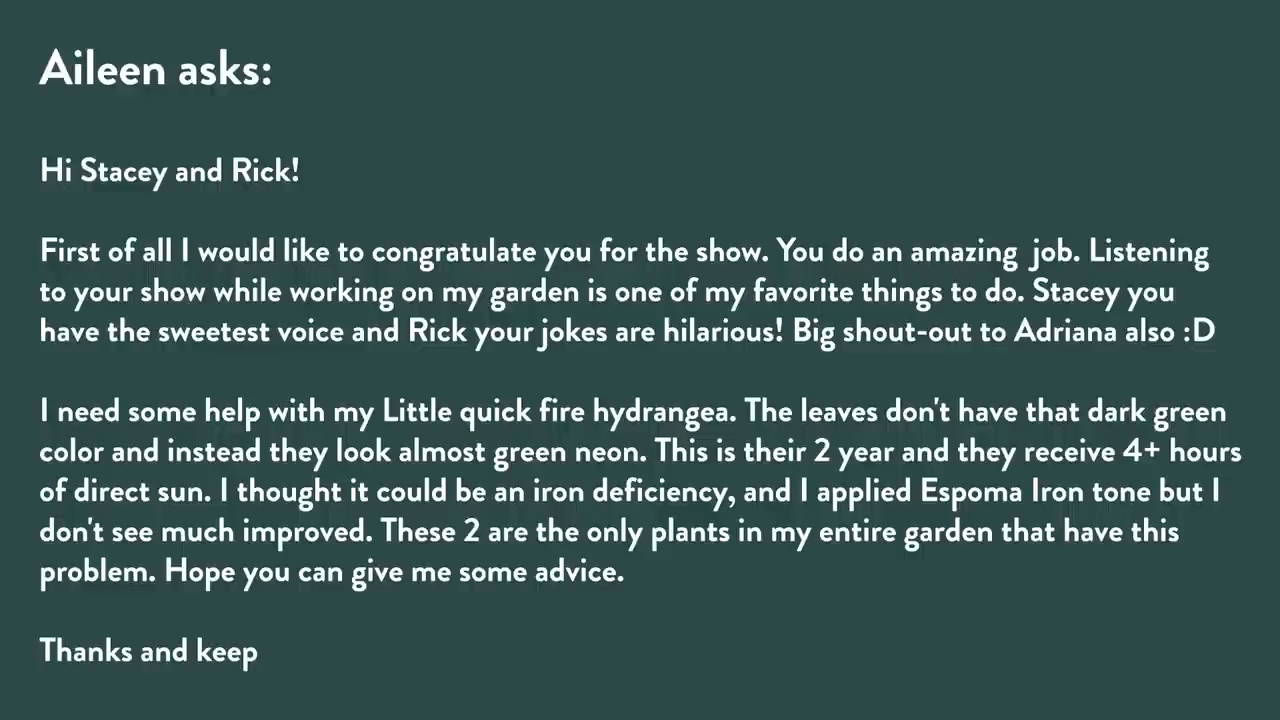 Aileen asks:
Hi Stacey and Rick!
First of all I would like to congratulate you for the show. You do an amazing  job. Listening
to your show while working on my garden is one of my favorite things to do. Stacey you
have the sweetest voice and Rick your jokes are hilarious! Big shout-out to Adriana also :D
I need some help with my Little quick fire hydrangea. The leaves don't have that dark green
color and instead they look almost green neon. This is their 2 year and they receive 4+ hours
of direct sun. I thought it could be an iron deficiency, and I applied Espoma Iron tone but I
don't see much improved. These 2 are the only plants in my entire garden that have this
problem. Hope you can give me some advice.
Thanks and keep